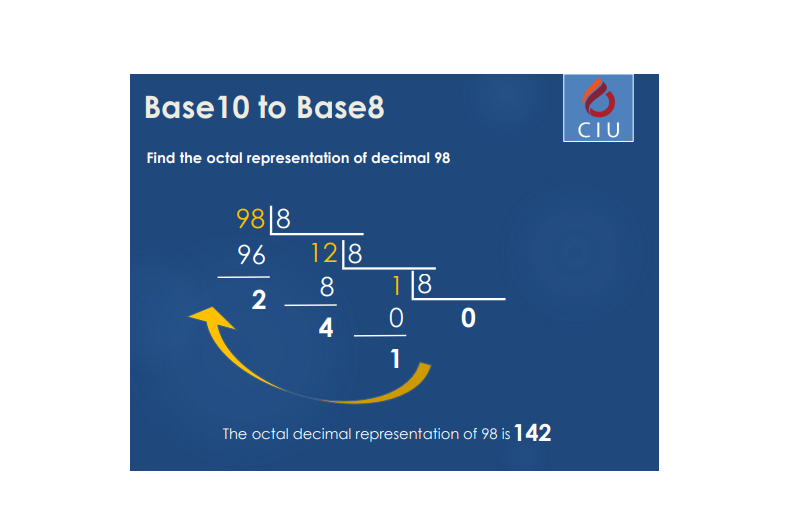 Base10 to Base8
CIU
Find the octal representation of decimal 98
98 8
96 12 8
2 8 1 8
4 0 0
1
The octal decimal representation of 98 is 142